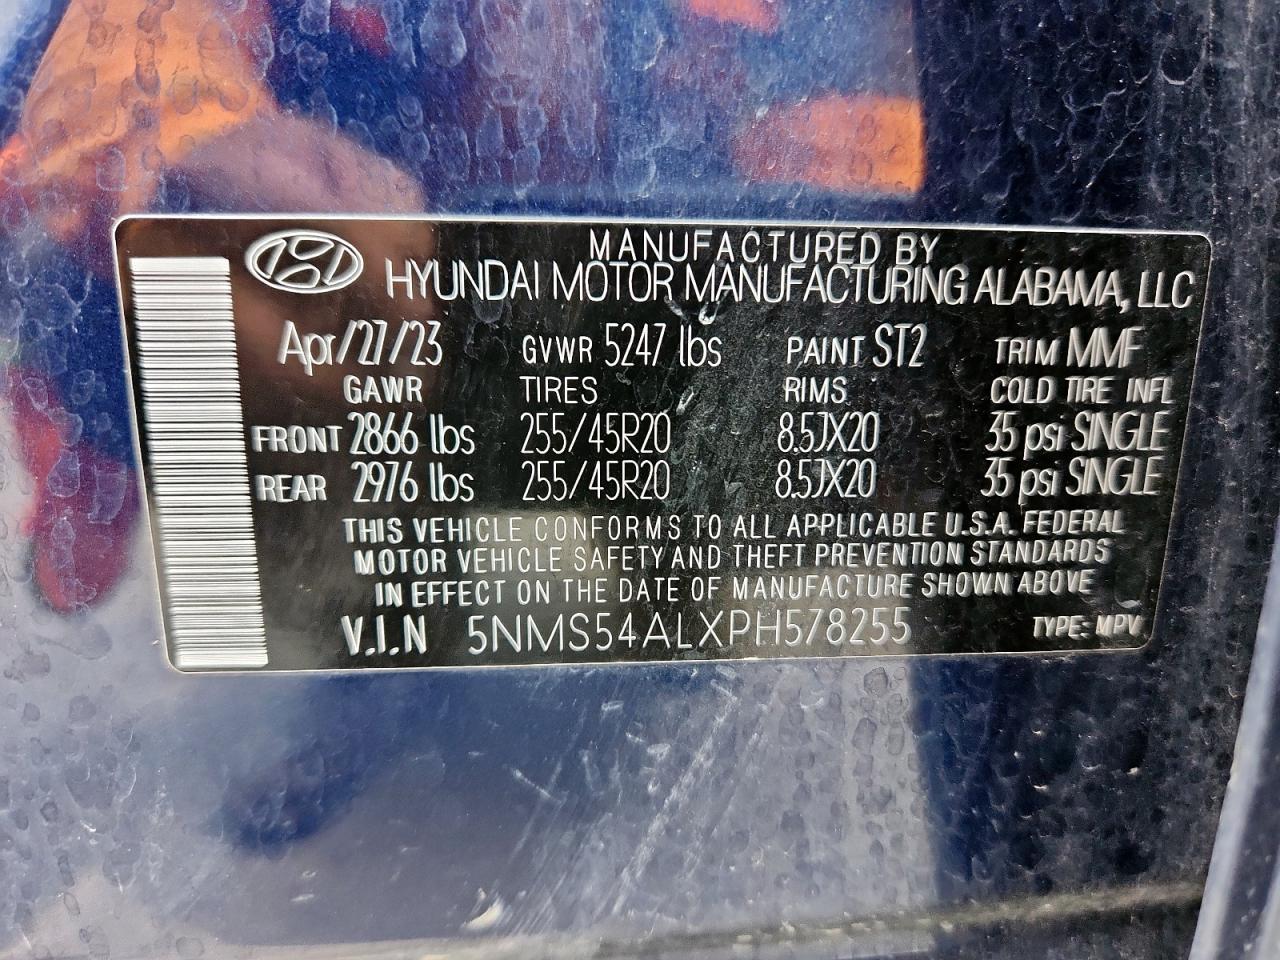 MANUFACTURED BY
HYUNDAI MOTOR MANUFACTURING ALABAMA, LLC
Apr/27/23 GVWR 5247 lbs PAINT ST2 TRIM MMF
GAWR TIRES RIMS COLD TIRE INFL
FRONT 2866 lbs 255/45R20 8.5JX20 35 psi SINGLE
REAR 2976 lbs 255/45R20 8.5JX20 35 psi SINGLE
THIS VEHICLE CONFORMS TO ALL APPLICABLE U.S.A. FEDERAL
MOTOR VEHICLE SAFETY AND THEFT PREVENTION STANDARDS
IN EFFECT ON THE DATE OF MANUFACTURE SHOWN ABOVE
V.I.N 5NMS54ALXPH578255 TYPE: MPV